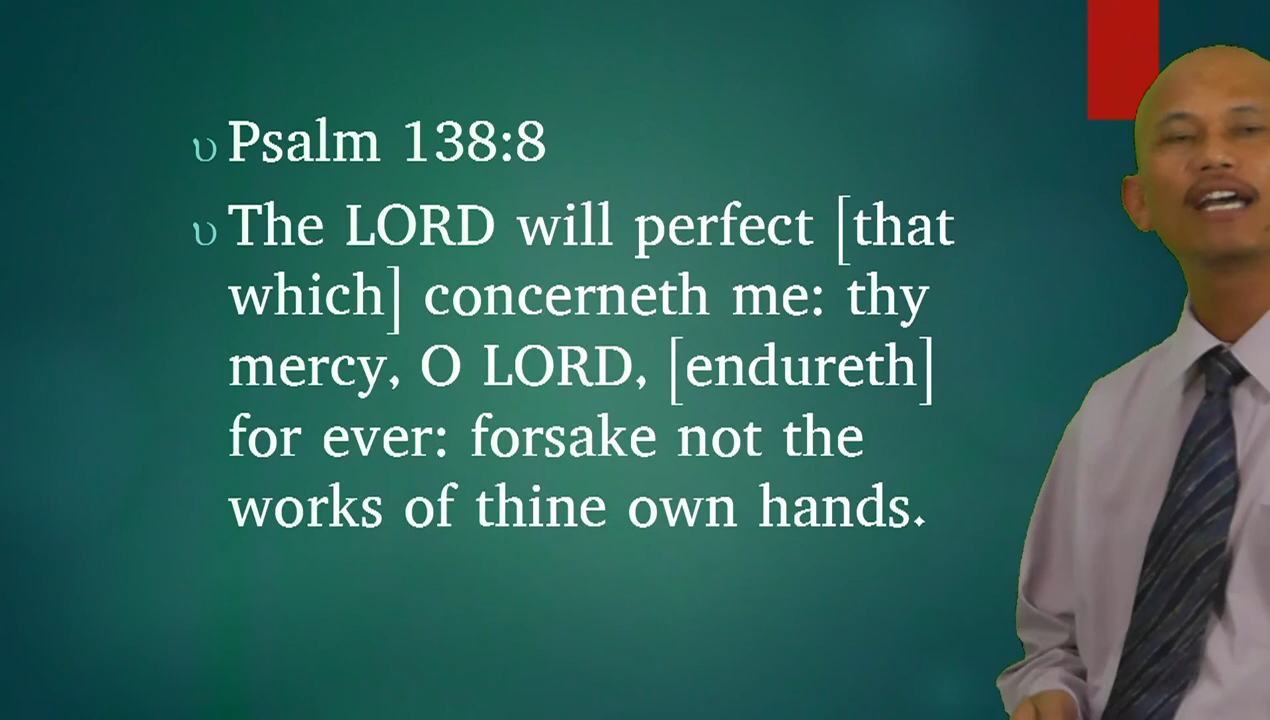 υ Psalm 138:8
υ The LORD will perfect [that
which] concerneth me: thy
mercy, O LORD, [endureth]
for ever: forsake not the
works of thine own hands.